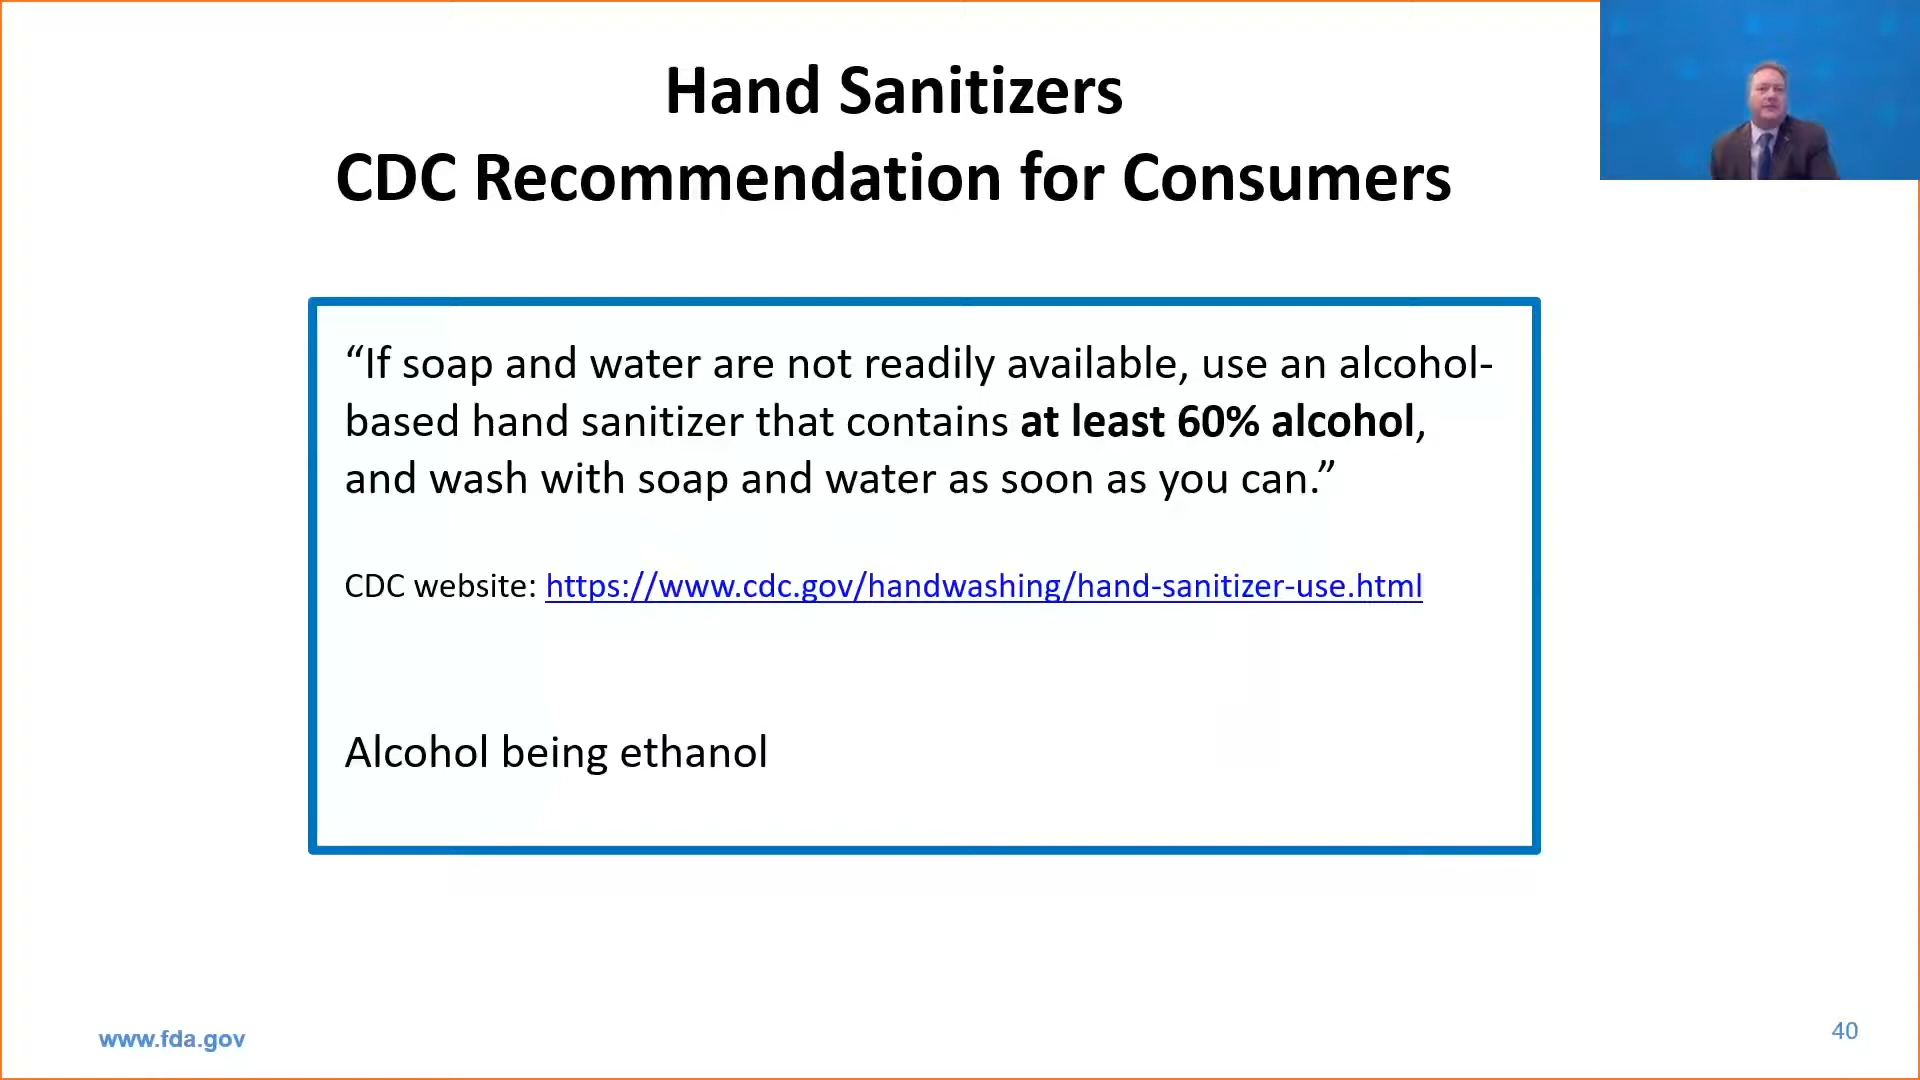 Hand Sanitizers
CDC Recommendation for Consumers
“If soap and water are not readily available, use an alcohol-
based hand sanitizer that contains at least 60% alcohol,
and wash with soap and water as soon as you can.”
CDC website: https://www.cdc.gov/handwashing/hand-sanitizer-use.html
Alcohol being ethanol
www.fda.gov
40